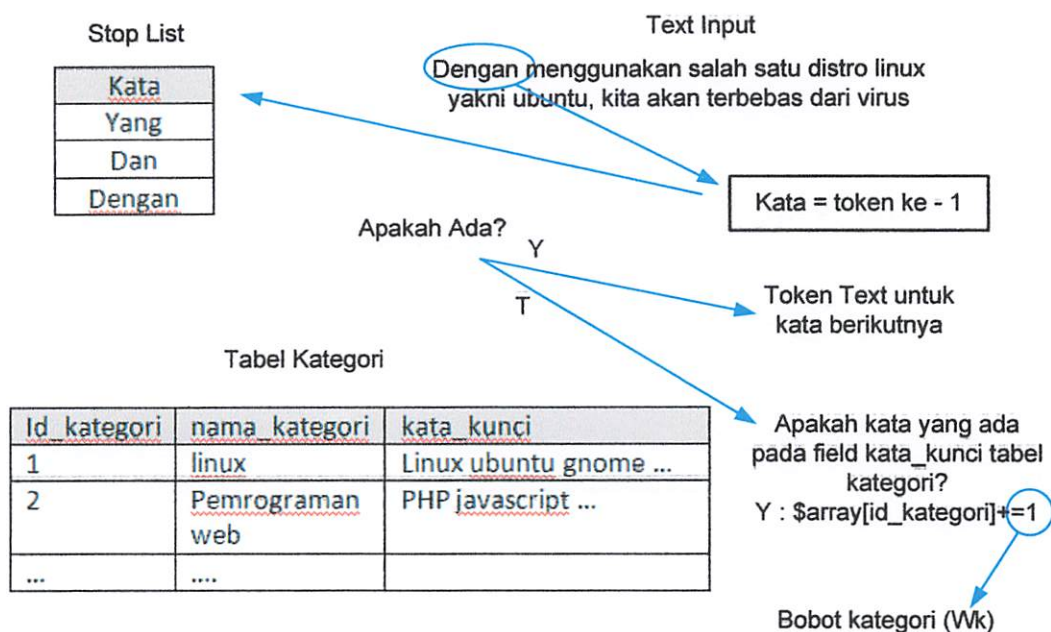 Stop List
Kata
Yang
Dan
Dengan
Text Input
Dengan menggunakan salah satu distro linux
yakni ubuntu, kita akan terbebas dari virus
Kata = token ke - 1
Apakah Ada?
Y
T
Token Text untuk
kata berikutnya
Tabel Kategori
Id_kategori nama_kategori kata_kunci
1 linux Linux ubuntu gnome ...
2 Pemrograman PHP javascript ...
web
... ....
Apakah kata yang ada
pada field kata_kunci tabel
kategori?
Y : $array[id_kategori]+=1
Bobot kategori (Wk)